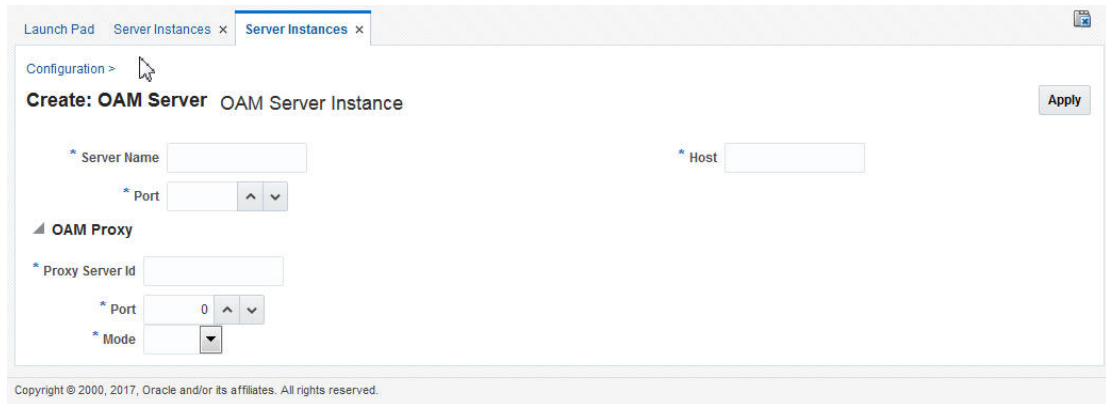 Launch Pad Server Instances × Server Instances ×
Configuration >
Create: OAM Server OAM Server Instance Apply
* Server Name * Host
* Port
OAM Proxy
* Proxy Server Id
* Port 0
* Mode
Copyright © 2000, 2017, Oracle and/or its affiliates. All rights reserved.